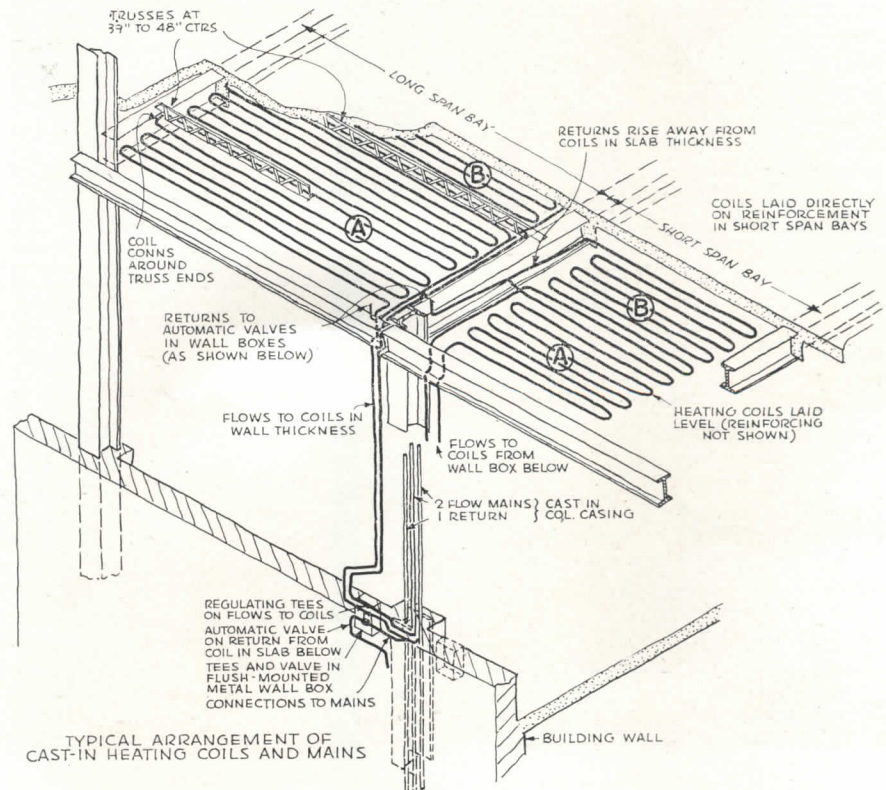 TRUSSES AT
37" TO 48" CTRS
LONG SPAN BAY
RETURNS RISE AWAY FROM
COILS IN SLAB THICKNESS
COILS LAID DIRECTLY
ON REINFORCEMENT
IN SHORT SPAN BAYS
SHORT SPAN BAY
B
A
B
A
COIL
CONNS
AROUND
TRUSS ENDS
RETURNS TO
AUTOMATIC VALVES
IN WALL BOXES
(AS SHOWN BELOW)
FLOWS TO COILS IN
WALL THICKNESS
HEATING COILS LAID
LEVEL (REINFORCING
NOT SHOWN)
FLOWS TO
COILS FROM
WALL BOX BELOW
2 FLOW MAINS } CAST IN
1 RETURN } COL. CASING
REGULATING TEES
ON FLOWS TO COILS
AUTOMATIC VALVE
ON RETURN FROM
COIL IN SLAB BELOW
TEES AND VALVE IN
FLUSH-MOUNTED
METAL WALL BOX
CONNECTIONS TO MAINS
TYPICAL ARRANGEMENT OF
CAST-IN HEATING COILS AND MAINS
BUILDING WALL